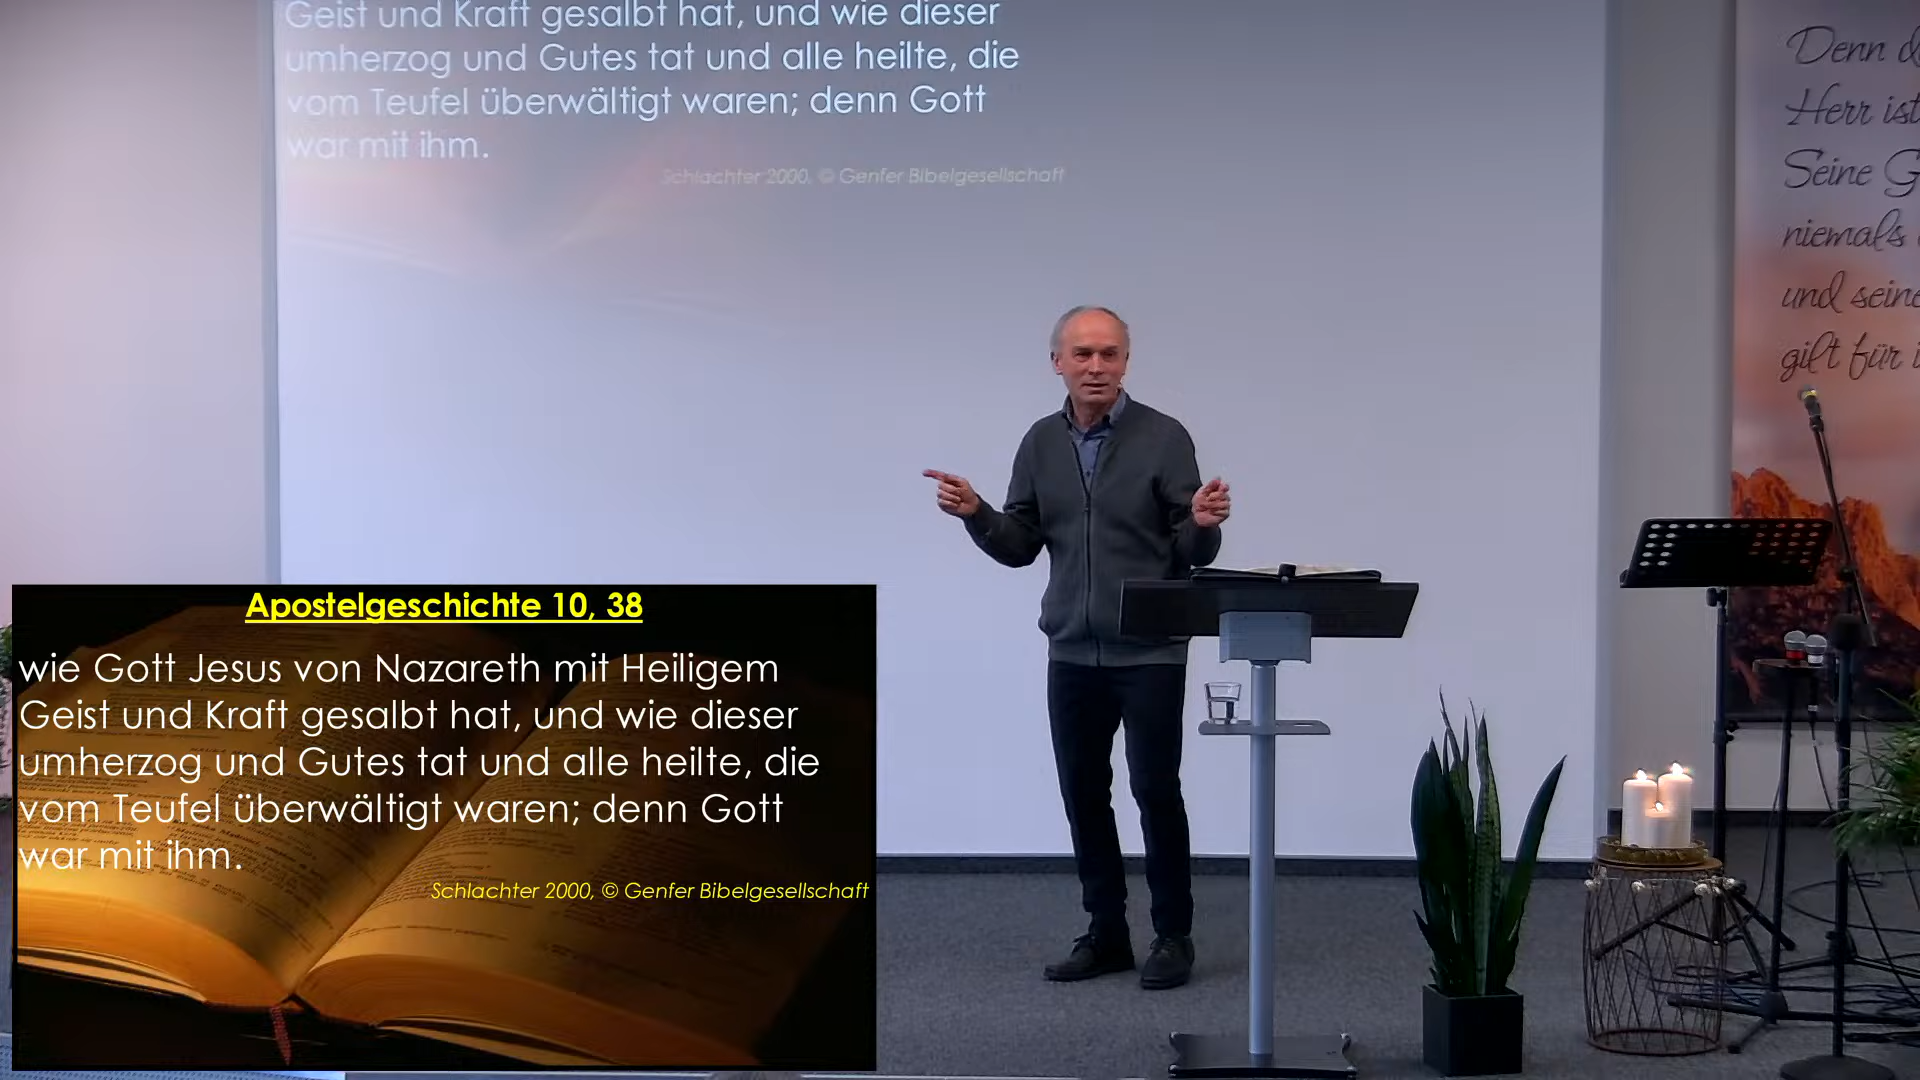 Geist und Kraft gesalbt hat, und wie dieser
umherzog und Gutes tat und alle heilte, die
vom Teufel überwältigt waren; denn Gott
war mit ihm.
Schlachter 2000, © Genfer Bibelgesellschaft
Denn d
Herr ist
Seine G
niemals
und seine
gilt für
Apostelgeschichte 10, 38
wie Gott Jesus von Nazareth mit Heiligem
Geist und Kraft gesalbt hat, und wie dieser
umherzog und Gutes tat und alle heilte, die
vom Teufel überwältigt waren; denn Gott
war mit ihm.
Schlachter 2000, © Genfer Bibelgesellschaft